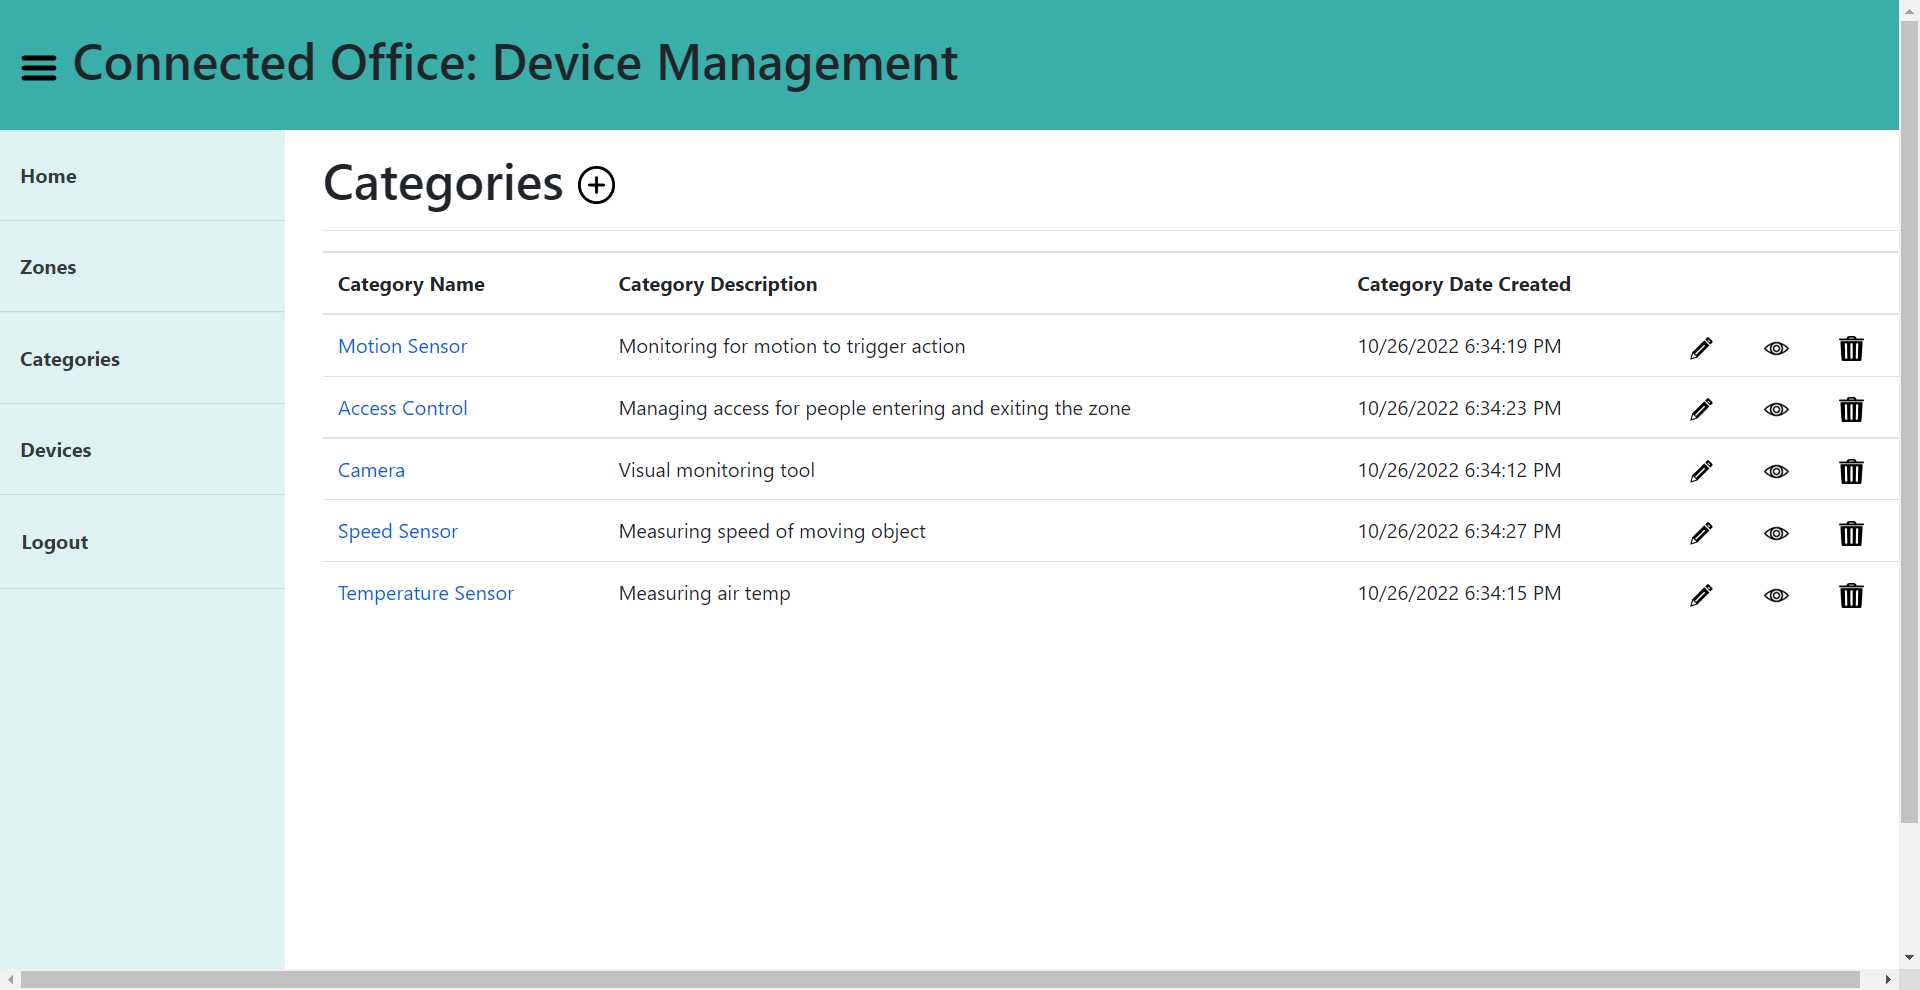 Connected Office: Device Management
Home
Zones
Categories
Devices
Logout
Categories
Category Name Category Description Category Date Created
Motion Sensor Monitoring for motion to trigger action 10/26/2022 6:34:19 PM
Access Control Managing access for people entering and exiting the zone 10/26/2022 6:34:23 PM
Camera Visual monitoring tool 10/26/2022 6:34:12 PM
Speed Sensor Measuring speed of moving object 10/26/2022 6:34:27 PM
Temperature Sensor Measuring air temp 10/26/2022 6:34:15 PM